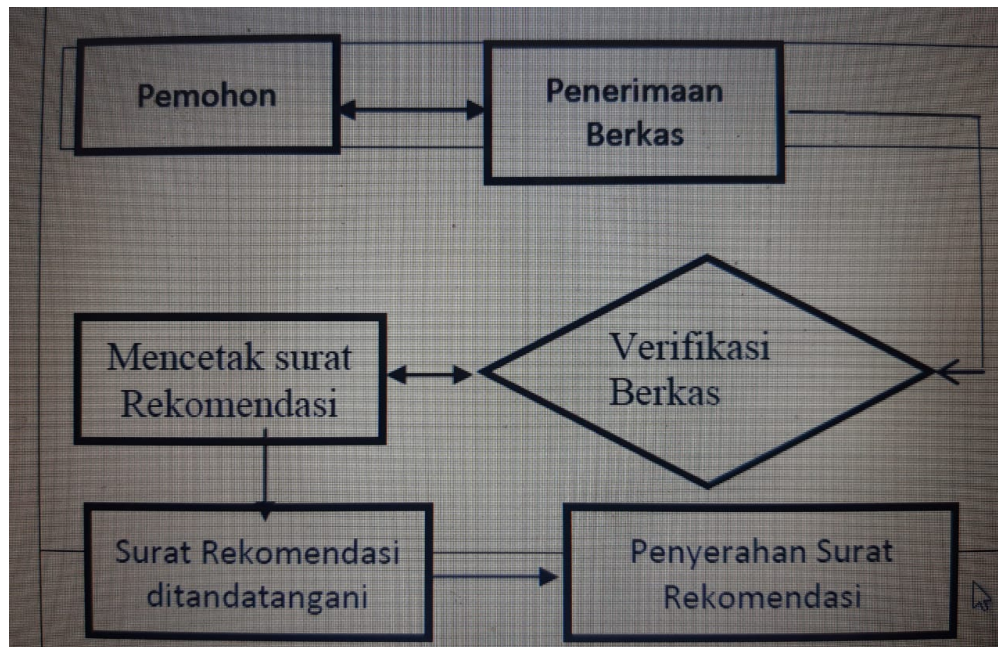 Pemohon
Penerimaan
Berkas
Verifikasi
Berkas
Mencetak surat
Rekomendasi
Surat Rekomendasi
ditandatangani
Penyerahan Surat
Rekomendasi